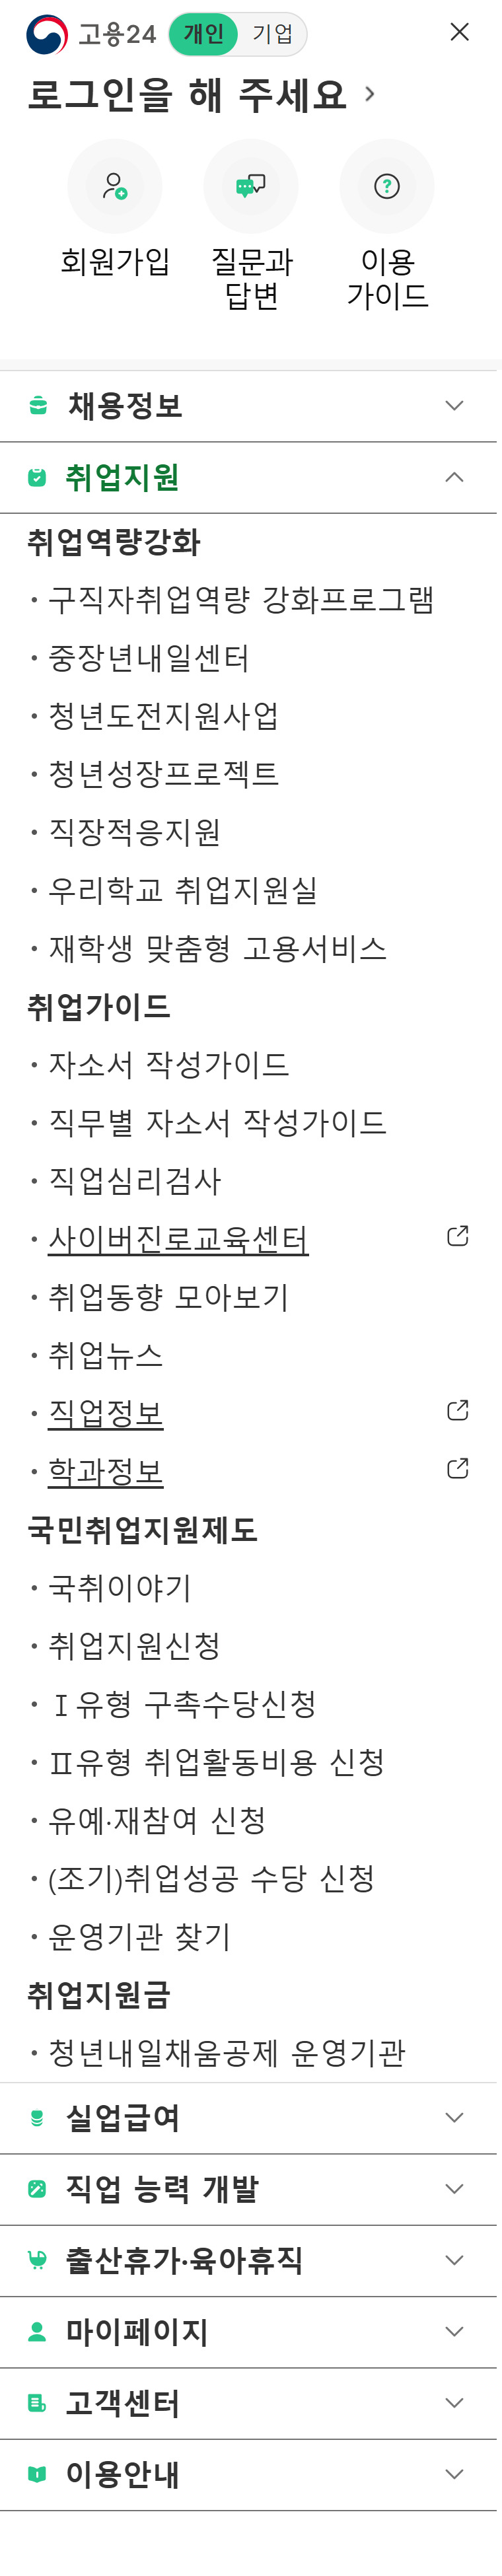 고용24
개인
기업
로그인을 해 주세요
회원가입
질문과
답변
이용
가이드
채용정보
취업지원
취업역량강화
· 구직자취업역량 강화프로그램
· 중장년내일센터
· 청년도전지원사업
· 청년성장프로젝트
· 직장적응지원
· 우리학교 취업지원실
· 재학생 맞춤형 고용서비스
취업가이드
· 자소서 작성가이드
· 직무별 자소서 작성가이드
· 직업심리검사
· 사이버진로교육센터
· 취업동향 모아보기
· 취업뉴스
· 직업정보
· 학과정보
국민취업지원제도
· 국취이야기
· 취업지원신청
· Ⅰ유형 구촉수당신청
· Ⅱ유형 취업활동비용 신청
· 유예·재참여 신청
· (조기)취업성공 수당 신청
· 운영기관 찾기
취업지원금
· 청년내일채움공제 운영기관
실업급여
직업 능력 개발
출산휴가·육아휴직
마이페이지
고객센터
이용안내